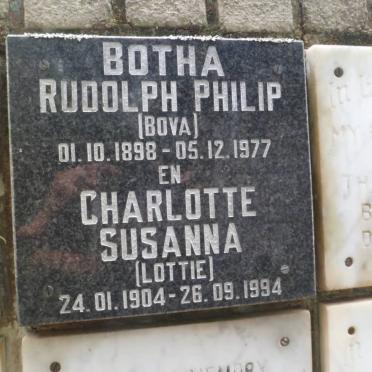 BOTHA
RUDOLPH PHILIP
(BOVA)
01.10.1898 - 05.12.1977
EN
CHARLOTTE
SUSANNA
(LOTTIE)
24.01.1904 - 26.09.1994
MEMORY